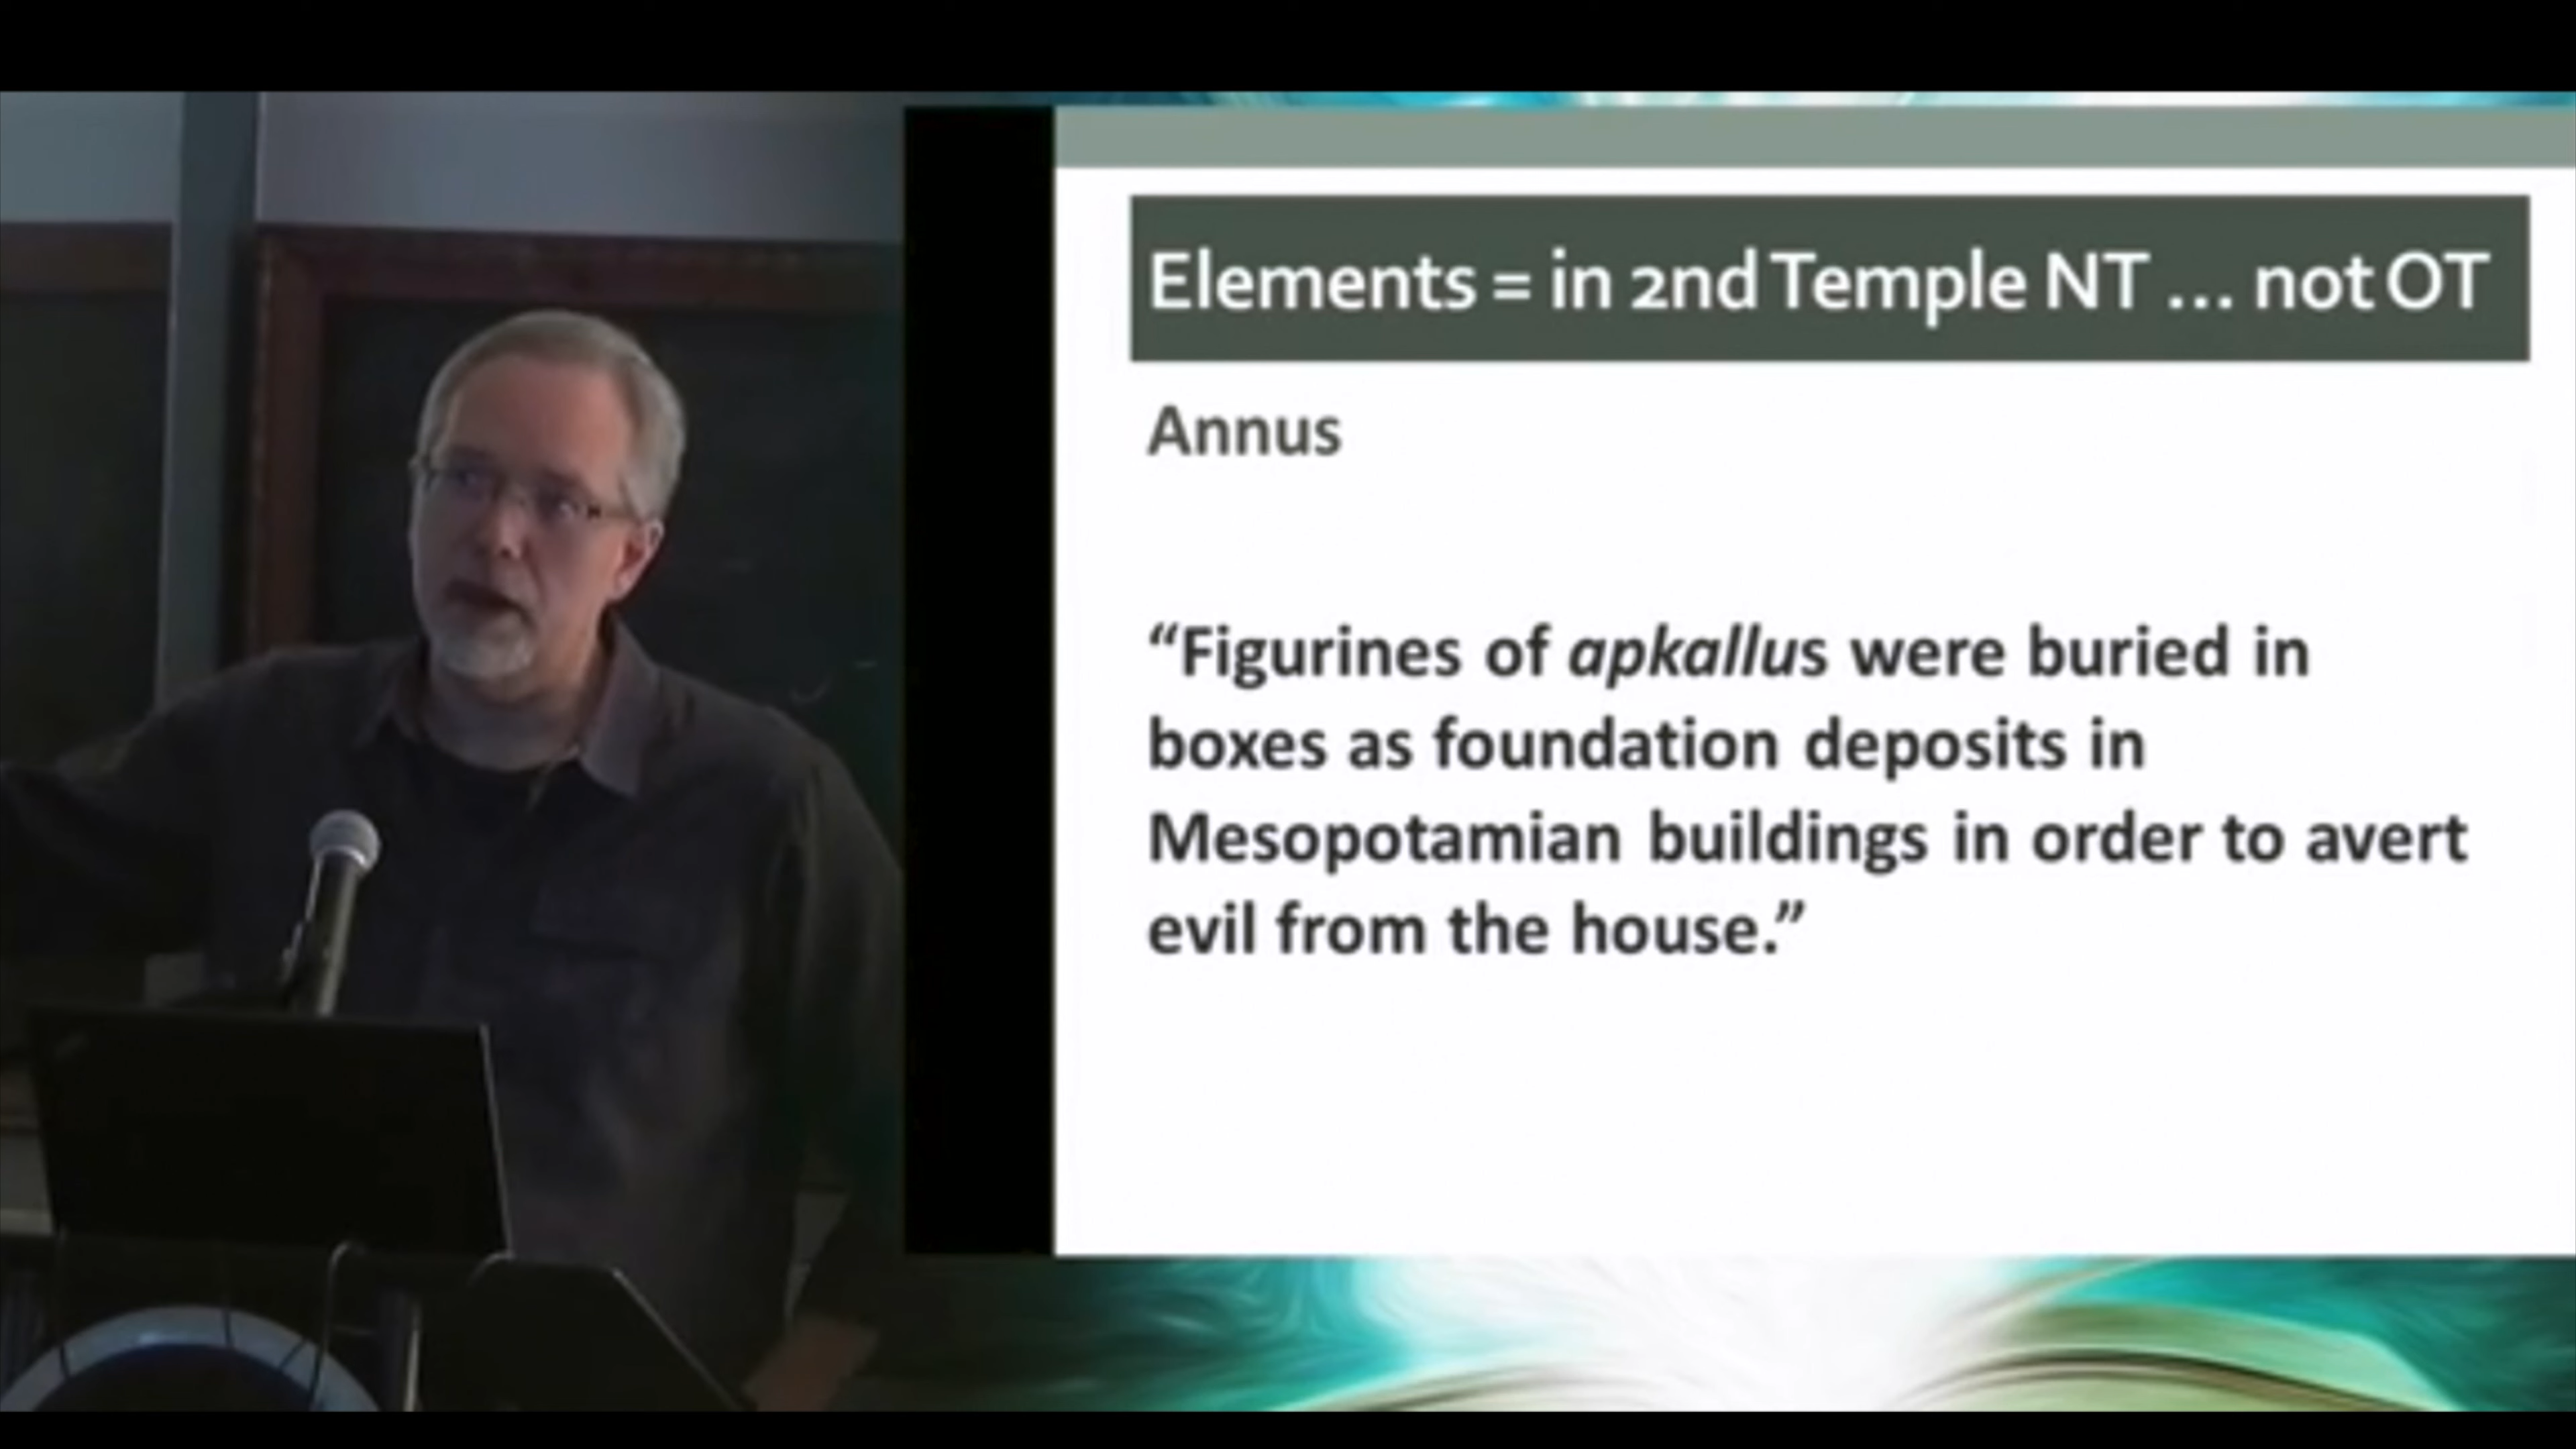 Elements = in 2nd Temple NT ... not OT
Annus
“Figurines of apkallus were buried in
boxes as foundation deposits in
Mesopotamian buildings in order to avert
evil from the house.”